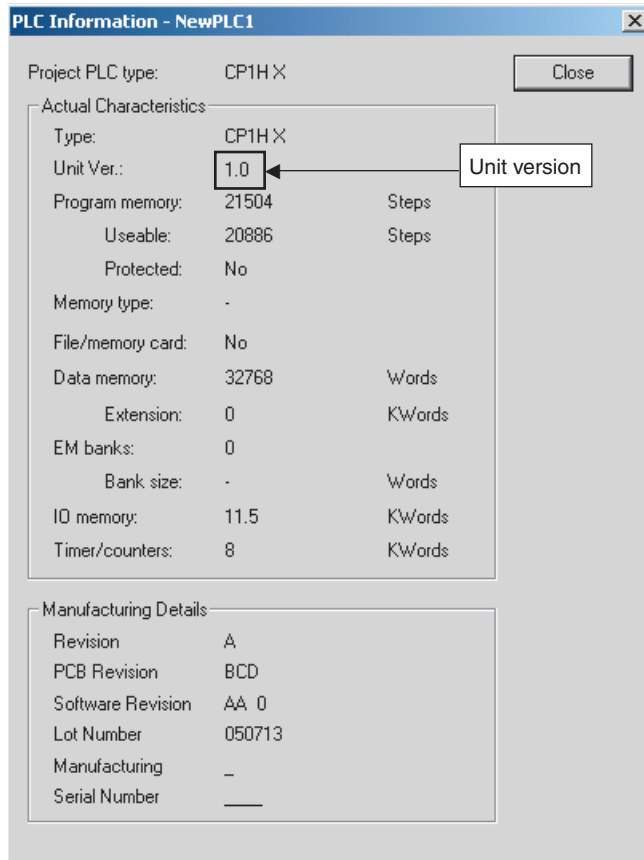 PLC Information - NewPLC1
Project PLC type: CP1H X Close
Actual Characteristics
Type: CP1H X
Unit Ver.: 1.0 Unit version
Program memory: 21504 Steps
Useable: 20886 Steps
Protected: No
Memory type: -
File/memory card: No
Data memory: 32768 Words
Extension: 0 KWords
EM banks: 0
Bank size: - Words
IO memory: 11.5 KWords
Timer/counters: 8 KWords
Manufacturing Details
Revision A
PCB Revision BCD
Software Revision AA 0
Lot Number 050713
Manufacturing _
Serial Number ____